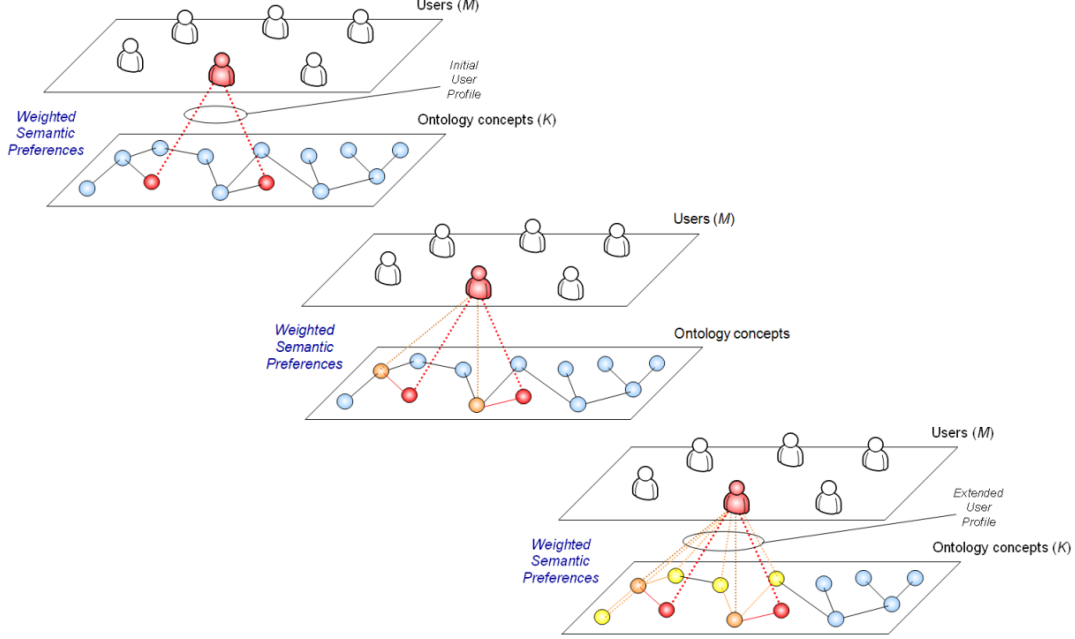 Users (M)
Initial
User
Profile
Weighted
Semantic
Preferences
Ontology concepts (K)
Users (M)
Weighted
Semantic
Preferences
Ontology concepts
Users (M)
Extended
User
Profile
Weighted
Semantic
Preferences
Ontology concepts (K)